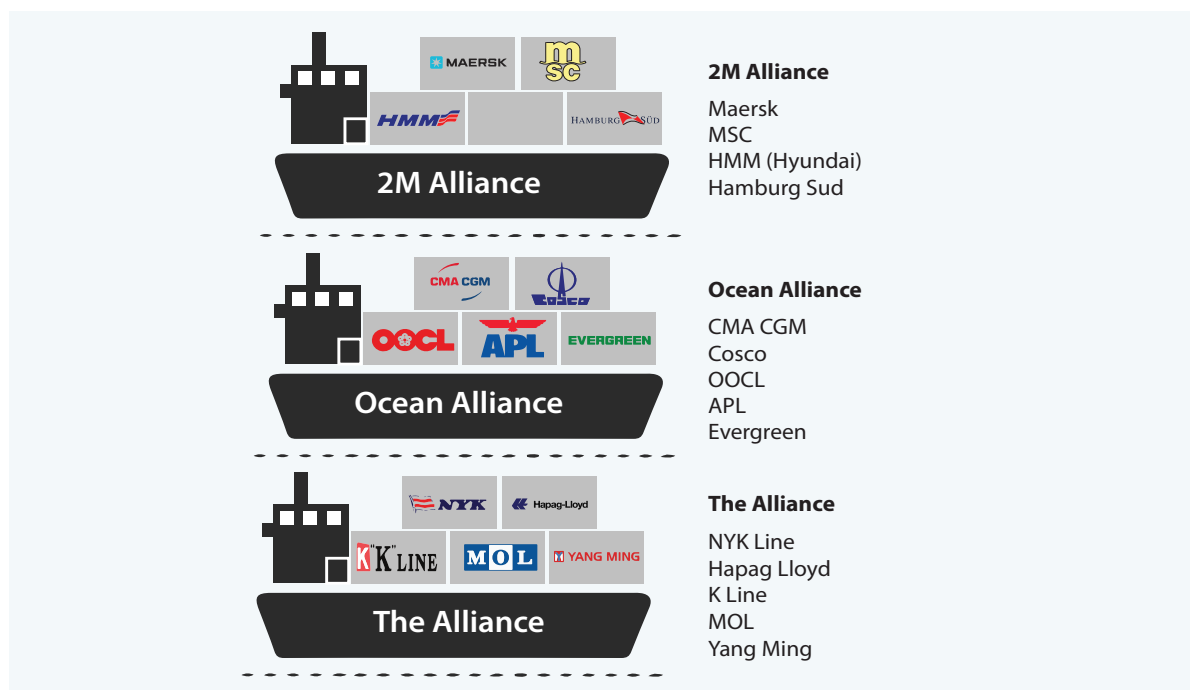 MAERSK
msc
HMM
HAMBURG SÜD
2M Alliance
2M Alliance
Maersk
MSC
HMM (Hyundai)
Hamburg Sud
CMA CGM
COSCO
OOCL
APL
EVERGREEN
Ocean Alliance
Ocean Alliance
CMA CGM
Cosco
OOCL
APL
Evergreen
NYK
Hapag-Lloyd
K "K" LINE
MOL
YANG MING
The Alliance
The Alliance
NYK Line
Hapag Lloyd
K Line
MOL
Yang Ming